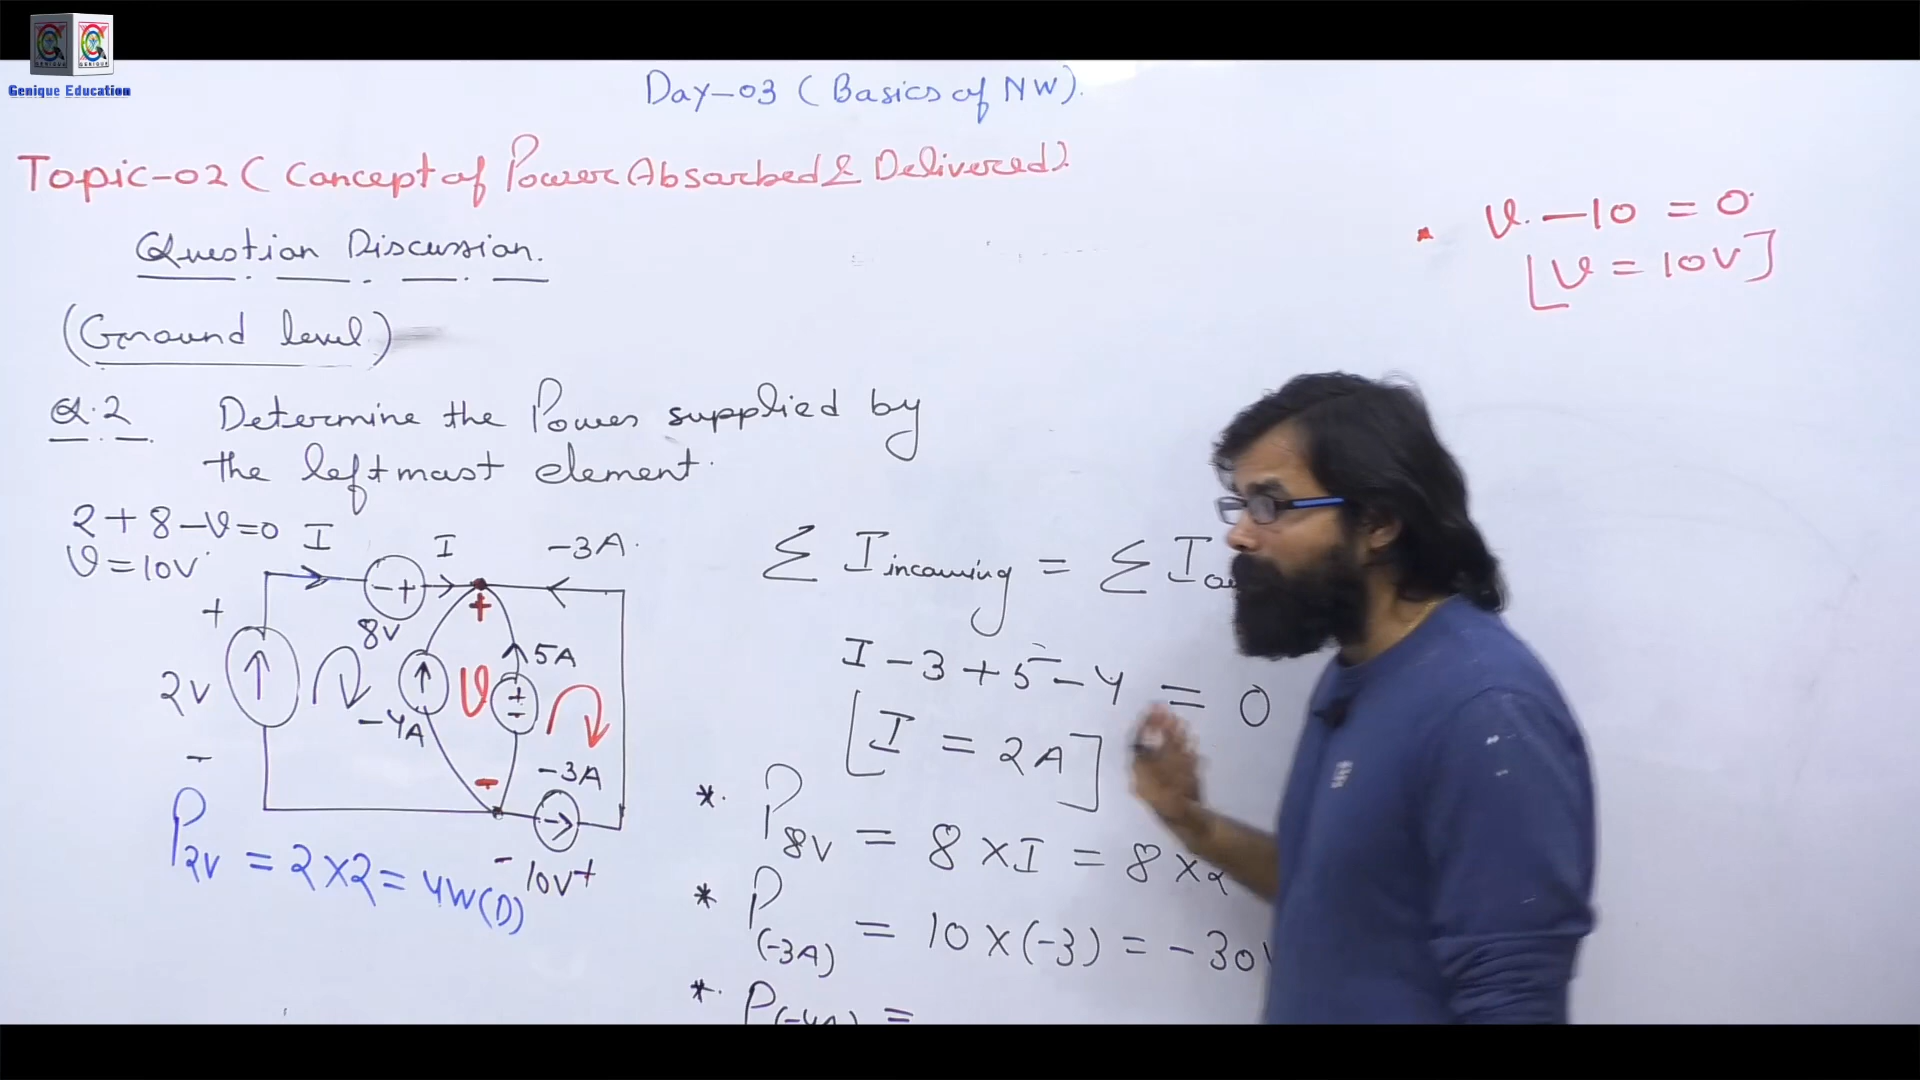 Genique Education
Day-03 (Basics of NW).
Topic-02 (Concept of Power Absorbed & Delivered).
Question Discussion.
(Ground level)
Q.2 Determine the Power supplied by
the leftmost element.
2+8-V=0
V=10V
I
I
-3A.
+
- +
8V
+
5A
2V
-4A
V
+
-
-
-
-3A
- 10V +
P2V = 2×2 = 4W(D)
V - 10 = 0
[V = 10V]
Σ Iincoming = Σ I
I - 3 + 5 - 4 = 0
[I = 2A]
* P8V = 8×I = 8×2
* P(-3A) = 10×(-3) = -30
* P(-4A) =